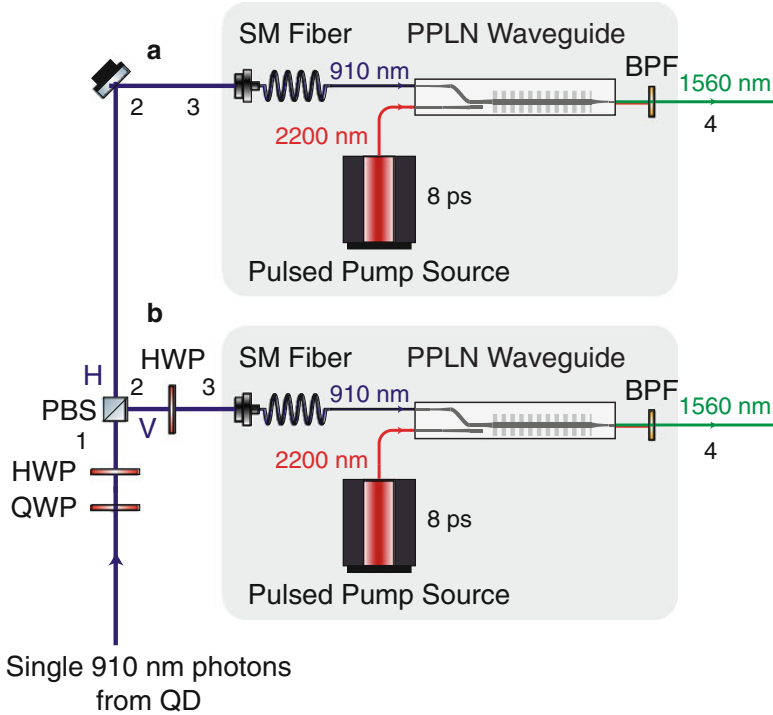 a
SM Fiber
PPLN Waveguide
910 nm
BPF
1560 nm
2
3
4
2200 nm
8 ps
Pulsed Pump Source
b
HWP
SM Fiber
PPLN Waveguide
H
2
3
910 nm
BPF
1560 nm
PBS
V
4
1
2200 nm
HWP
QWP
8 ps
Pulsed Pump Source
Single 910 nm photons
from QD